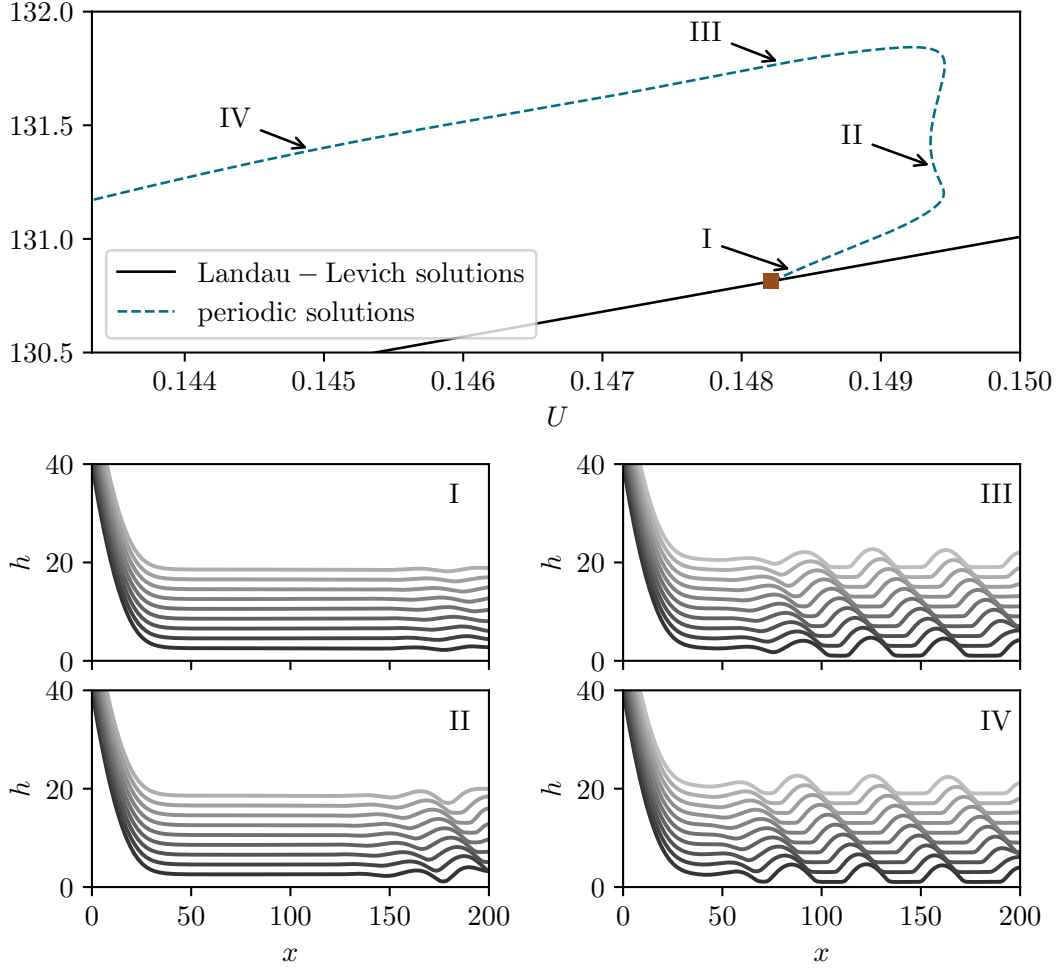 132.0
131.5
131.0
130.5
III
IV
II
I
Landau – Levich solutions
periodic solutions
0.144 0.145 0.146 0.147 0.148 0.149 0.150
U
40
20
0
h
I
40
20
0
h
III
40
20
0
h
II
0 50 100 150 200
x
40
20
0
h
IV
0 50 100 150 200
x